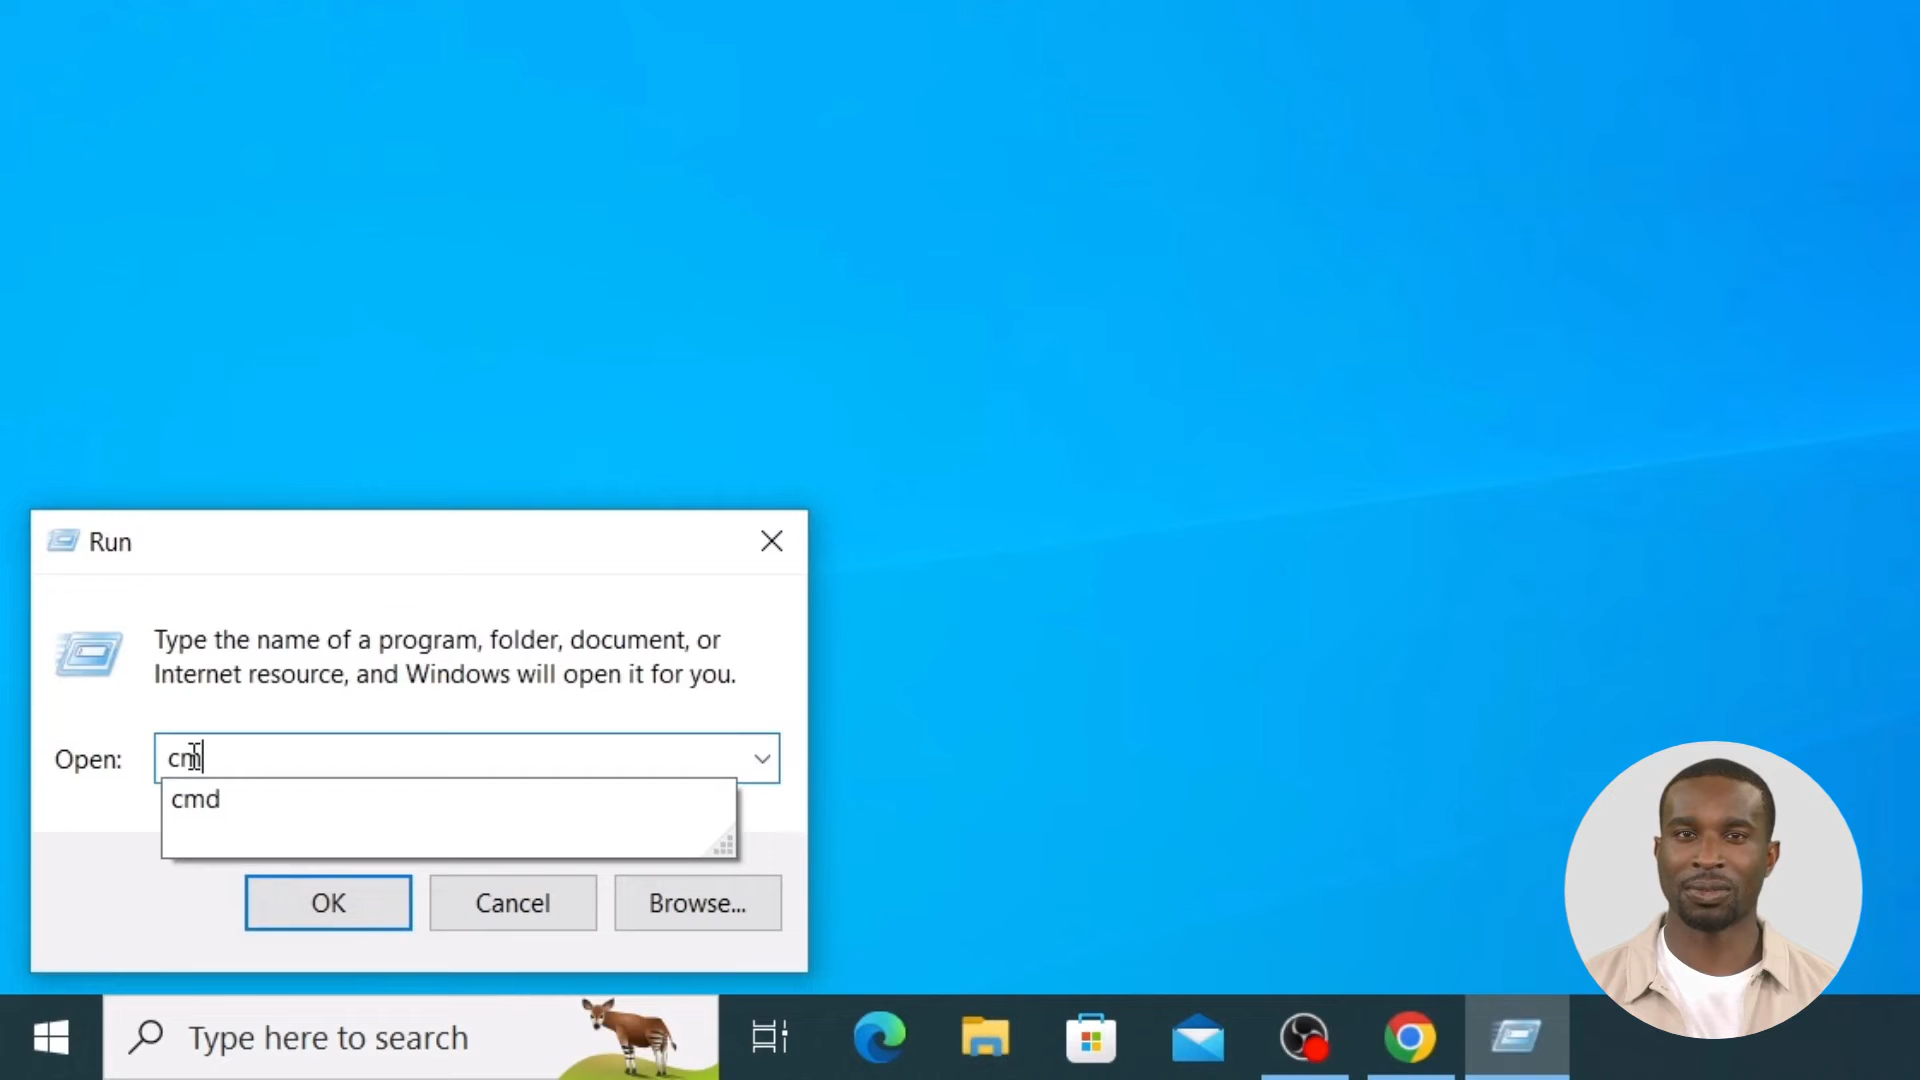 Run
Type the name of a program, folder, document, or
Internet resource, and Windows will open it for you.
Open:
cm
cmd
OK
Cancel
Browse...
Type here to search